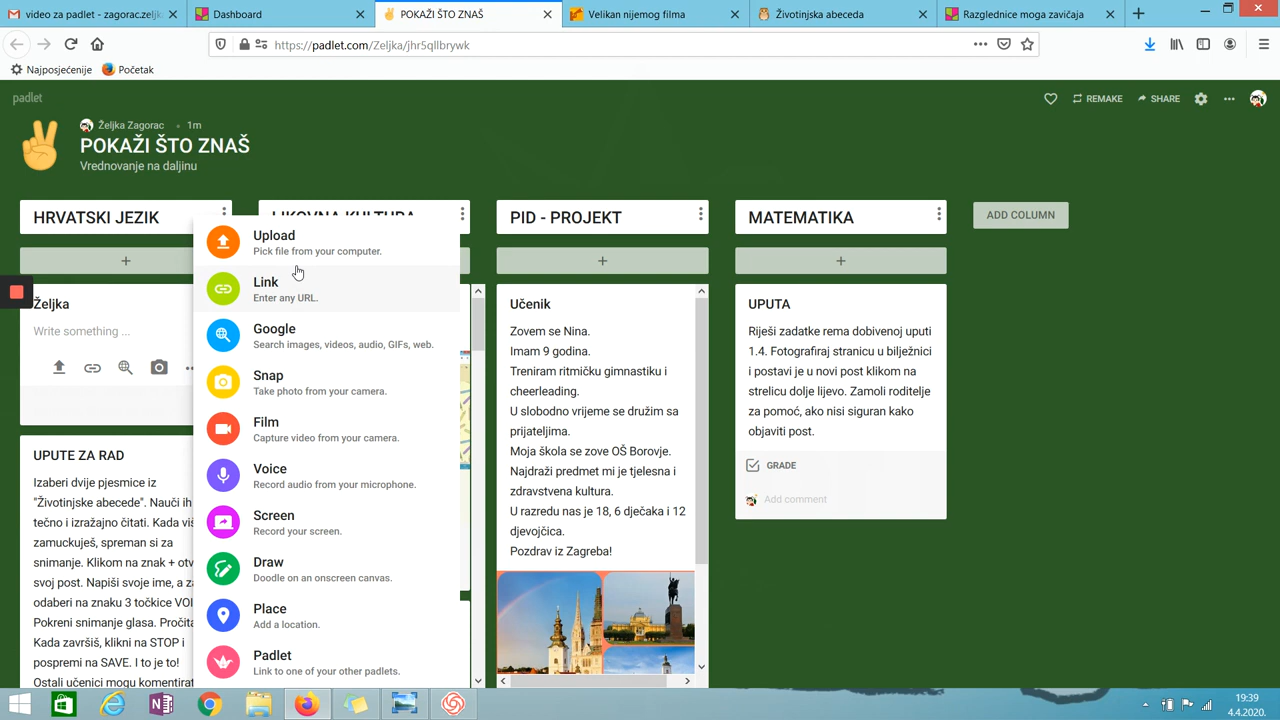 video za padlet - zagorac.zeljk
Dashboard
POKAŽI ŠTO ZNAŠ
Velikan nijemog filma
Životinjska abeceda
Razglednice moga zavičaja
https://padlet.com/Zeljka/jhr5qllbrywk
Najposjećenije
Početak
padlet
REMAKE
SHARE
Željka Zagorac • 1m
POKAŽI ŠTO ZNAŠ
Vrednovanje na daljinu
HRVATSKI JEZIK
LIKOVNA KULTURA
PID - PROJEKT
MATEMATIKA
ADD COLUMN
Željka
Write something ...
UPUTE ZA RAD
Izaberi dvije pjesmice iz
"Životinjske abecede". Nauči ih
tečno i izražajno čitati. Kada viš
zamuckuješ, spreman si za
snimanje. Klikom na znak + otv
svoj post. Napiši svoje ime, a za
odaberi na znaku 3 točkice VOI
Pokreni snimanje glasa. Pročita
Kada završiš, klikni na STOP i
pospremi na SAVE. I to je to!
Ostali učenici mogu komentirat
Upload
Pick file from your computer.
Link
Enter any URL.
Google
Search images, videos, audio, GIFs, web.
Snap
Take photo from your camera.
Film
Capture video from your camera.
Voice
Record audio from your microphone.
Screen
Record your screen.
Draw
Doodle on an onscreen canvas.
Place
Add a location.
Padlet
Link to one of your other padlets.
Učenik
Zovem se Nina.
Imam 9 godina.
Treniram ritmičku gimnastiku i
cheerleading.
U slobodno vrijeme se družim sa
prijateljima.
Moja škola se zove OŠ Borovje.
Najdraži predmet mi je tjelesna i
zdravstvena kultura.
U razredu nas je 18, 6 dječaka i 12
djevojčica.
Pozdrav iz Zagreba!
UPUTA
Riješi zadatke rema dobivenoj uputi
1.4. Fotografiraj stranicu u bilježnici
i postavi je u novi post klikom na
strelicu dolje lijevo. Zamoli roditelje
za pomoć, ako nisi siguran kako
objaviti post.
GRADE
Add comment
19:39
4.4.2020.